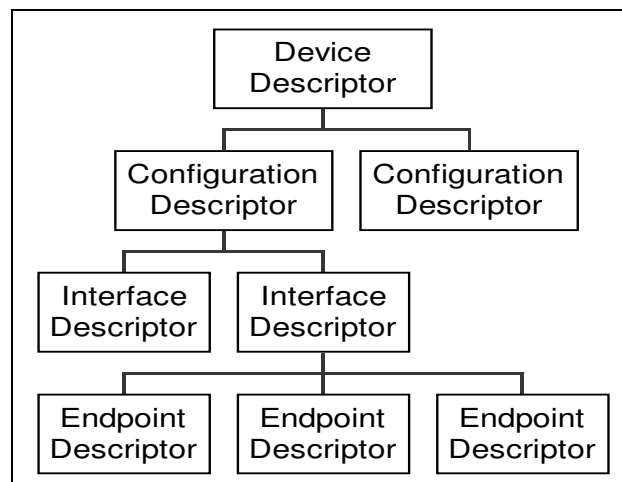 Device
Descriptor
Configuration
Descriptor
Configuration
Descriptor
Interface
Descriptor
Interface
Descriptor
Endpoint
Descriptor
Endpoint
Descriptor
Endpoint
Descriptor